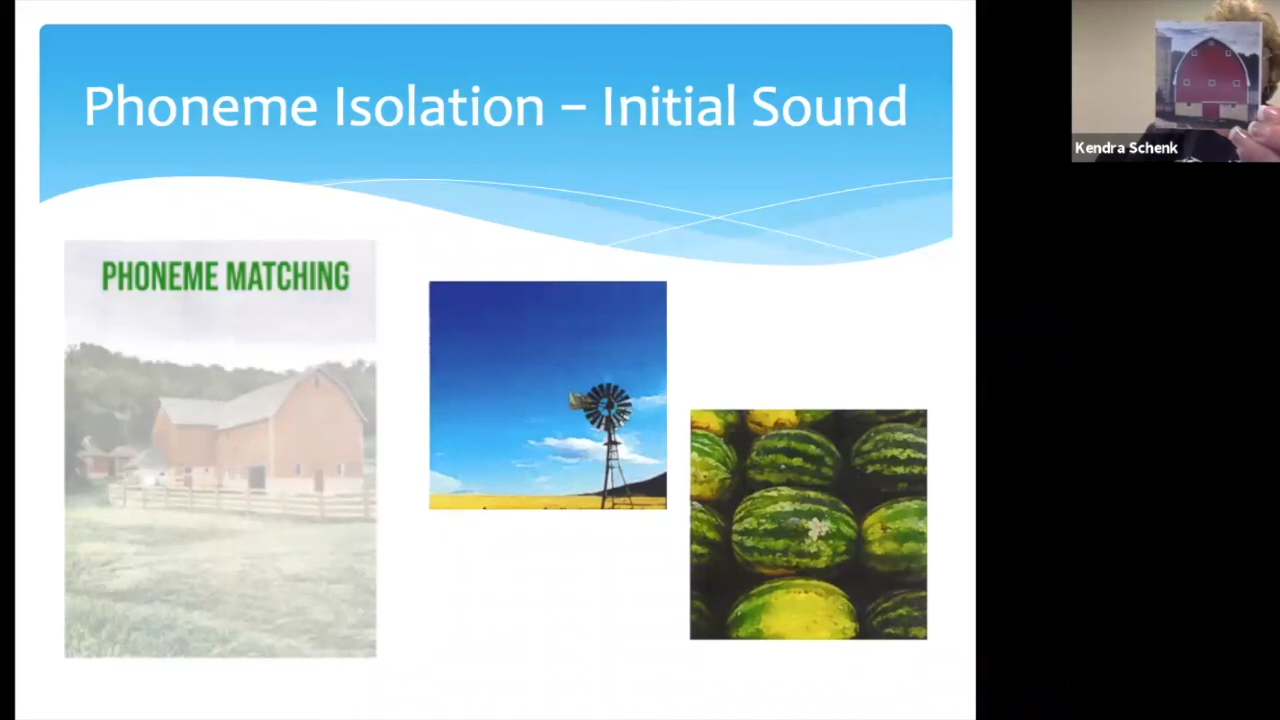 Phoneme Isolation – Initial Sound
Kendra Schenk
PHONEME MATCHING